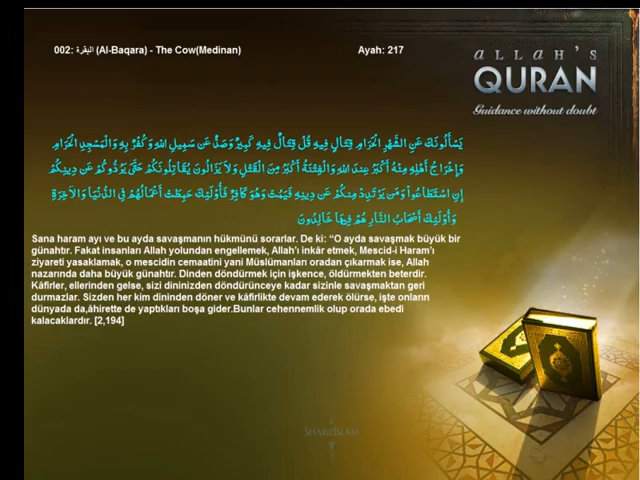 002: البقرة (Al-Baqara) - The Cow(Medinan)
Ayah: 217
ALLAH'S
QURAN
Guidance without doubt
يَسْأَلُونَكَ عَنِ الشَّهْرِ الْحَرَامِ قِتَالٍ فِيهِ قُلْ قِتَالٌ فِيهِ كَبِيرٌ وَصَدٌّ عَن سَبِيلِ اللّهِ وَكُفْرٌ بِهِ وَالْمَسْجِدِ الْحَرَامِ
وَإِخْرَاجُ أَهْلِهِ مِنْهُ أَكْبَرُ عِندَ اللّهِ وَالْفِتْنَةُ أَكْبَرُ مِنَ الْقَتْلِ وَلاَ يَزَالُونَ يُقَاتِلُونَكُمْ حَتَّىَ يَرُدُّوكُمْ عَن دِينِكُمْ
إِنِ اسْتَطَاعُواْ وَمَن يَرْتَدِدْ مِنكُمْ عَن دِينِهِ فَيَمُتْ وَهُوَ كَافِرٌ فَأُوْلَئِكَ حَبِطَتْ أَعْمَالُهُمْ فِي الدُّنْيَا وَالآخِرَةِ
وَأُوْلَئِكَ أَصْحَابُ النَّارِ هُمْ فِيهَا خَالِدُونَ
Sana haram ayı ve bu ayda savaşmanın hükmünü sorarlar. De ki: “O ayda savaşmak büyük bir
günahtır. Fakat insanları Allah yolundan engellemek, Allah’i inkâr etmek, Mescid-i Haram’ı
ziyareti yasaklamak, o mescidin cemaatini yani Müslümanları oradan çıkarmak ise, Allah
nazarında daha büyük günahtır. Dinden döndürmek için işkence, öldürmekten beterdir.
Kâfirler, ellerinden gelse, sizi dininizden döndürünceye kadar sizinle savaşmaktan geri
durmazlar. Sizden her kim dininden döner ve kâfirlikte devam ederek ölürse, işte onların
dünyada da,âhirette de yaptıkları boşa gider.Bunlar cehennemlik olup orada ebedi
kalacaklardır. [2,194]
SHAREISLAM